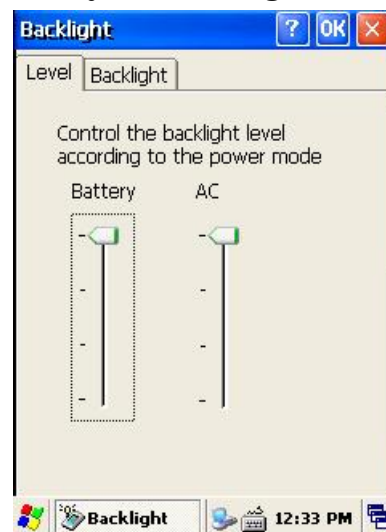 Backlight ? OK ×
Level Backlight
Control the backlight level
according to the power mode
Battery AC
Backlight 12:33 PM